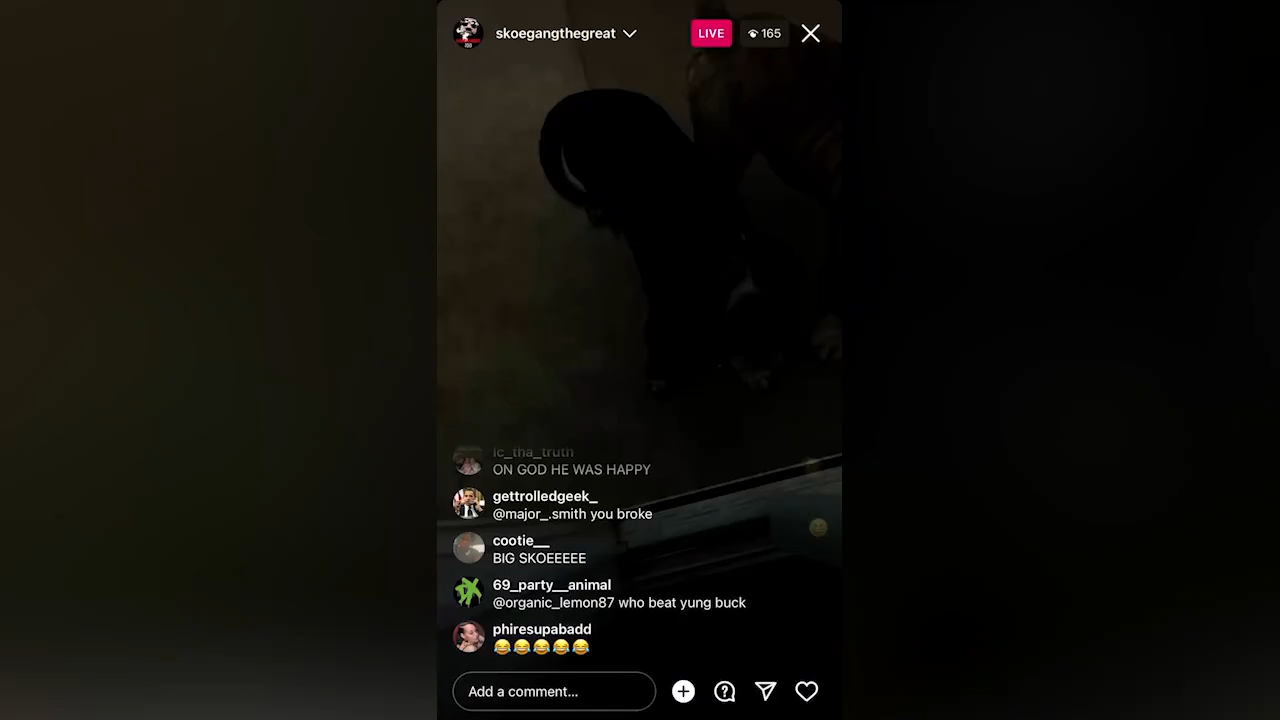 skoegangthegreat
LIVE
165
lc_tha_truth
ON GOD HE WAS HAPPY
gettrolledgeek_
@major_.smith you broke
cootie__
BIG SKOEEEEE
69_party__animal
@organic_lemon87 who beat yung buck
phiresupabadd
😂😂😂😂😂
Add a comment...